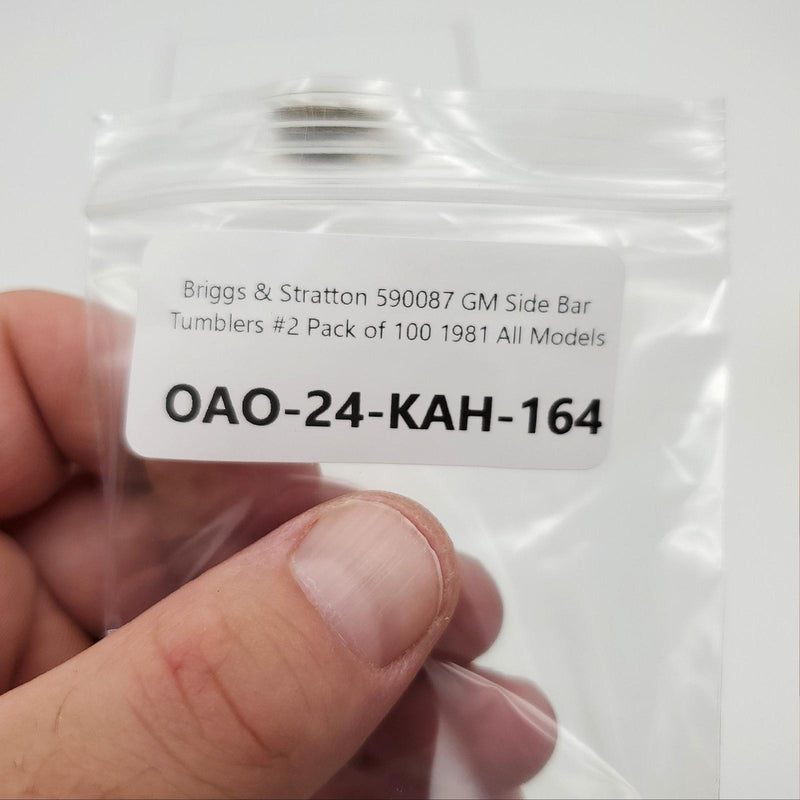 Briggs & Stratton 590087 GM Side Bar
Tumblers #2 Pack of 100 1981 All Models
OAO-24-KAH-164